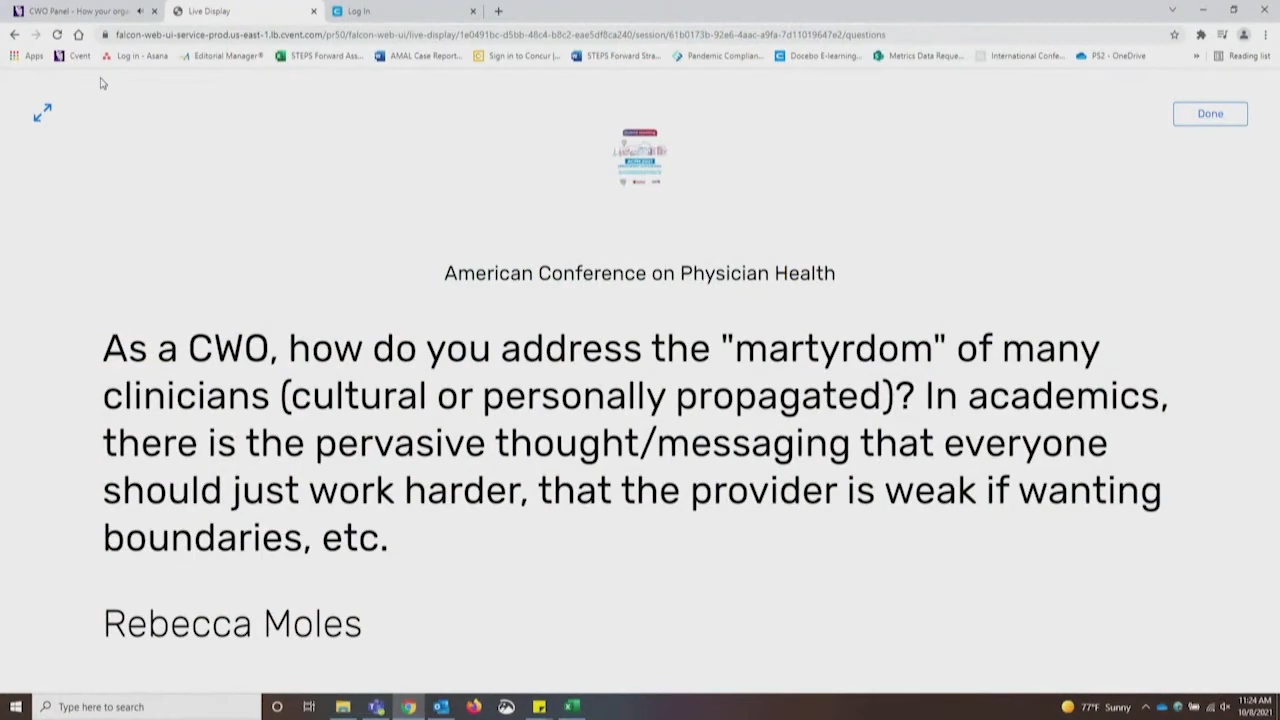 CWO Panel - How your orga
Live Display
Log In
falcon-web-ui-service-prod.us-east-1.lb.cvent.com/pr50/falcon-web-ui/live-display/1e0491bc-d5bb-48c4-b8c2-eae5df8ca240/session/61b0173b-92e6-4aac-a9fa-7d11019647e2/questions
Apps
Cvent
Log in - Asana
Editorial Manager®
STEPS Forward Ass...
AMAL Case Report...
Sign in to Concur |...
STEPS Forward Stra...
Pandemic Complian...
Docebo E-learning...
Metrics Data Reque...
International Confe...
PS2 - OneDrive
Reading list
Done
American Conference on Physician Health
As a CWO, how do you address the "martyrdom" of many
clinicians (cultural or personally propagated)? In academics,
there is the pervasive thought/messaging that everyone
should just work harder, that the provider is weak if wanting
boundaries, etc.
Rebecca Moles
Type here to search
77°F Sunny
11:24 AM
10/8/2021